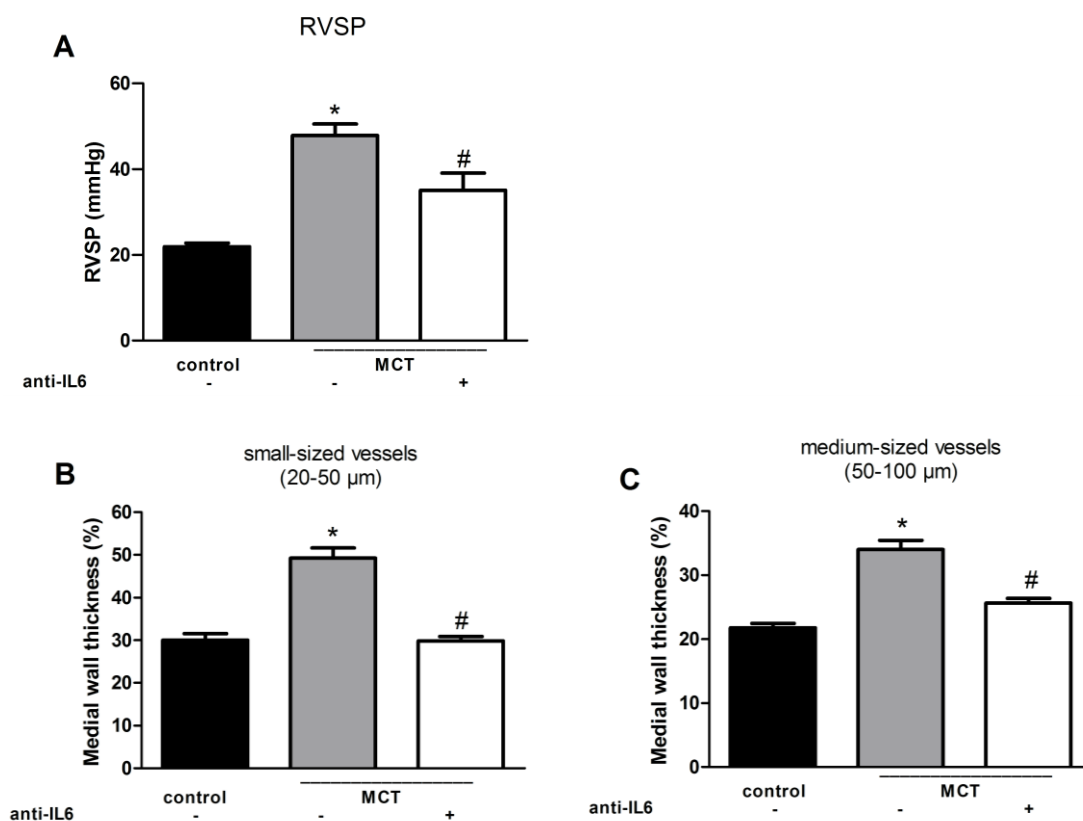 A
RVSP
RVSP (mmHg)
60
40
20
0
*
#
control
MCT
anti-IL6
-
-
+
B
small-sized vessels
(20-50 µm)
Medial wall thickness (%)
60
50
40
30
20
10
0
*
#
control
MCT
anti-IL6
-
-
+
C
medium-sized vessels
(50-100 µm)
Medial wall thickness (%)
40
30
20
10
0
*
#
control
MCT
anti-IL6
-
-
+